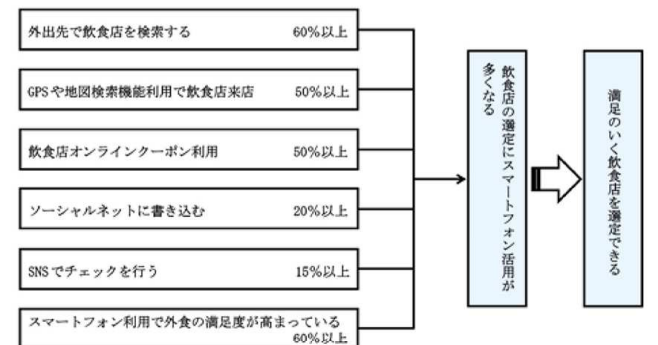 外出先で飲食店を検索する 60%以上
GPSや地図検索機能利用で飲食店来店 50%以上
飲食店オンラインクーポン利用 50%以上
ソーシャルネットに書き込む 20%以上
SNSでチェックを行う 15%以上
スマートフォン利用で外食の満足度が高まっている
60%以上
飲食店の選定にスマートフォン活用が
多くなる
満足のいく飲食店を選定できる